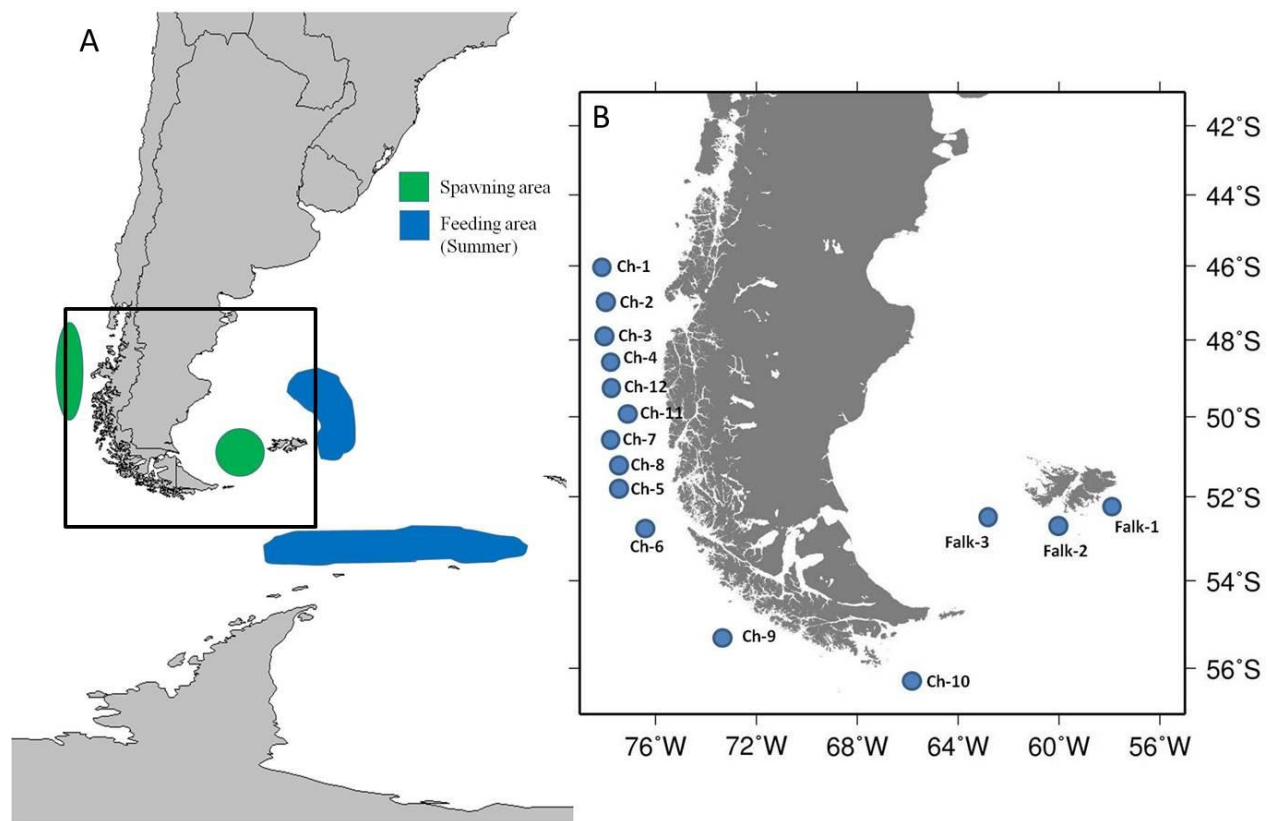 A
Spawning area
Feeding area
(Summer)
B
Ch-1
Ch-2
Ch-3
Ch-4
Ch-12
Ch-11
Ch-7
Ch-8
Ch-5
Ch-6
Ch-9
Ch-10
Falk-3
Falk-2
Falk-1
42°S
44°S
46°S
48°S
50°S
52°S
54°S
56°S
76°W 72°W 68°W 64°W 60°W 56°W